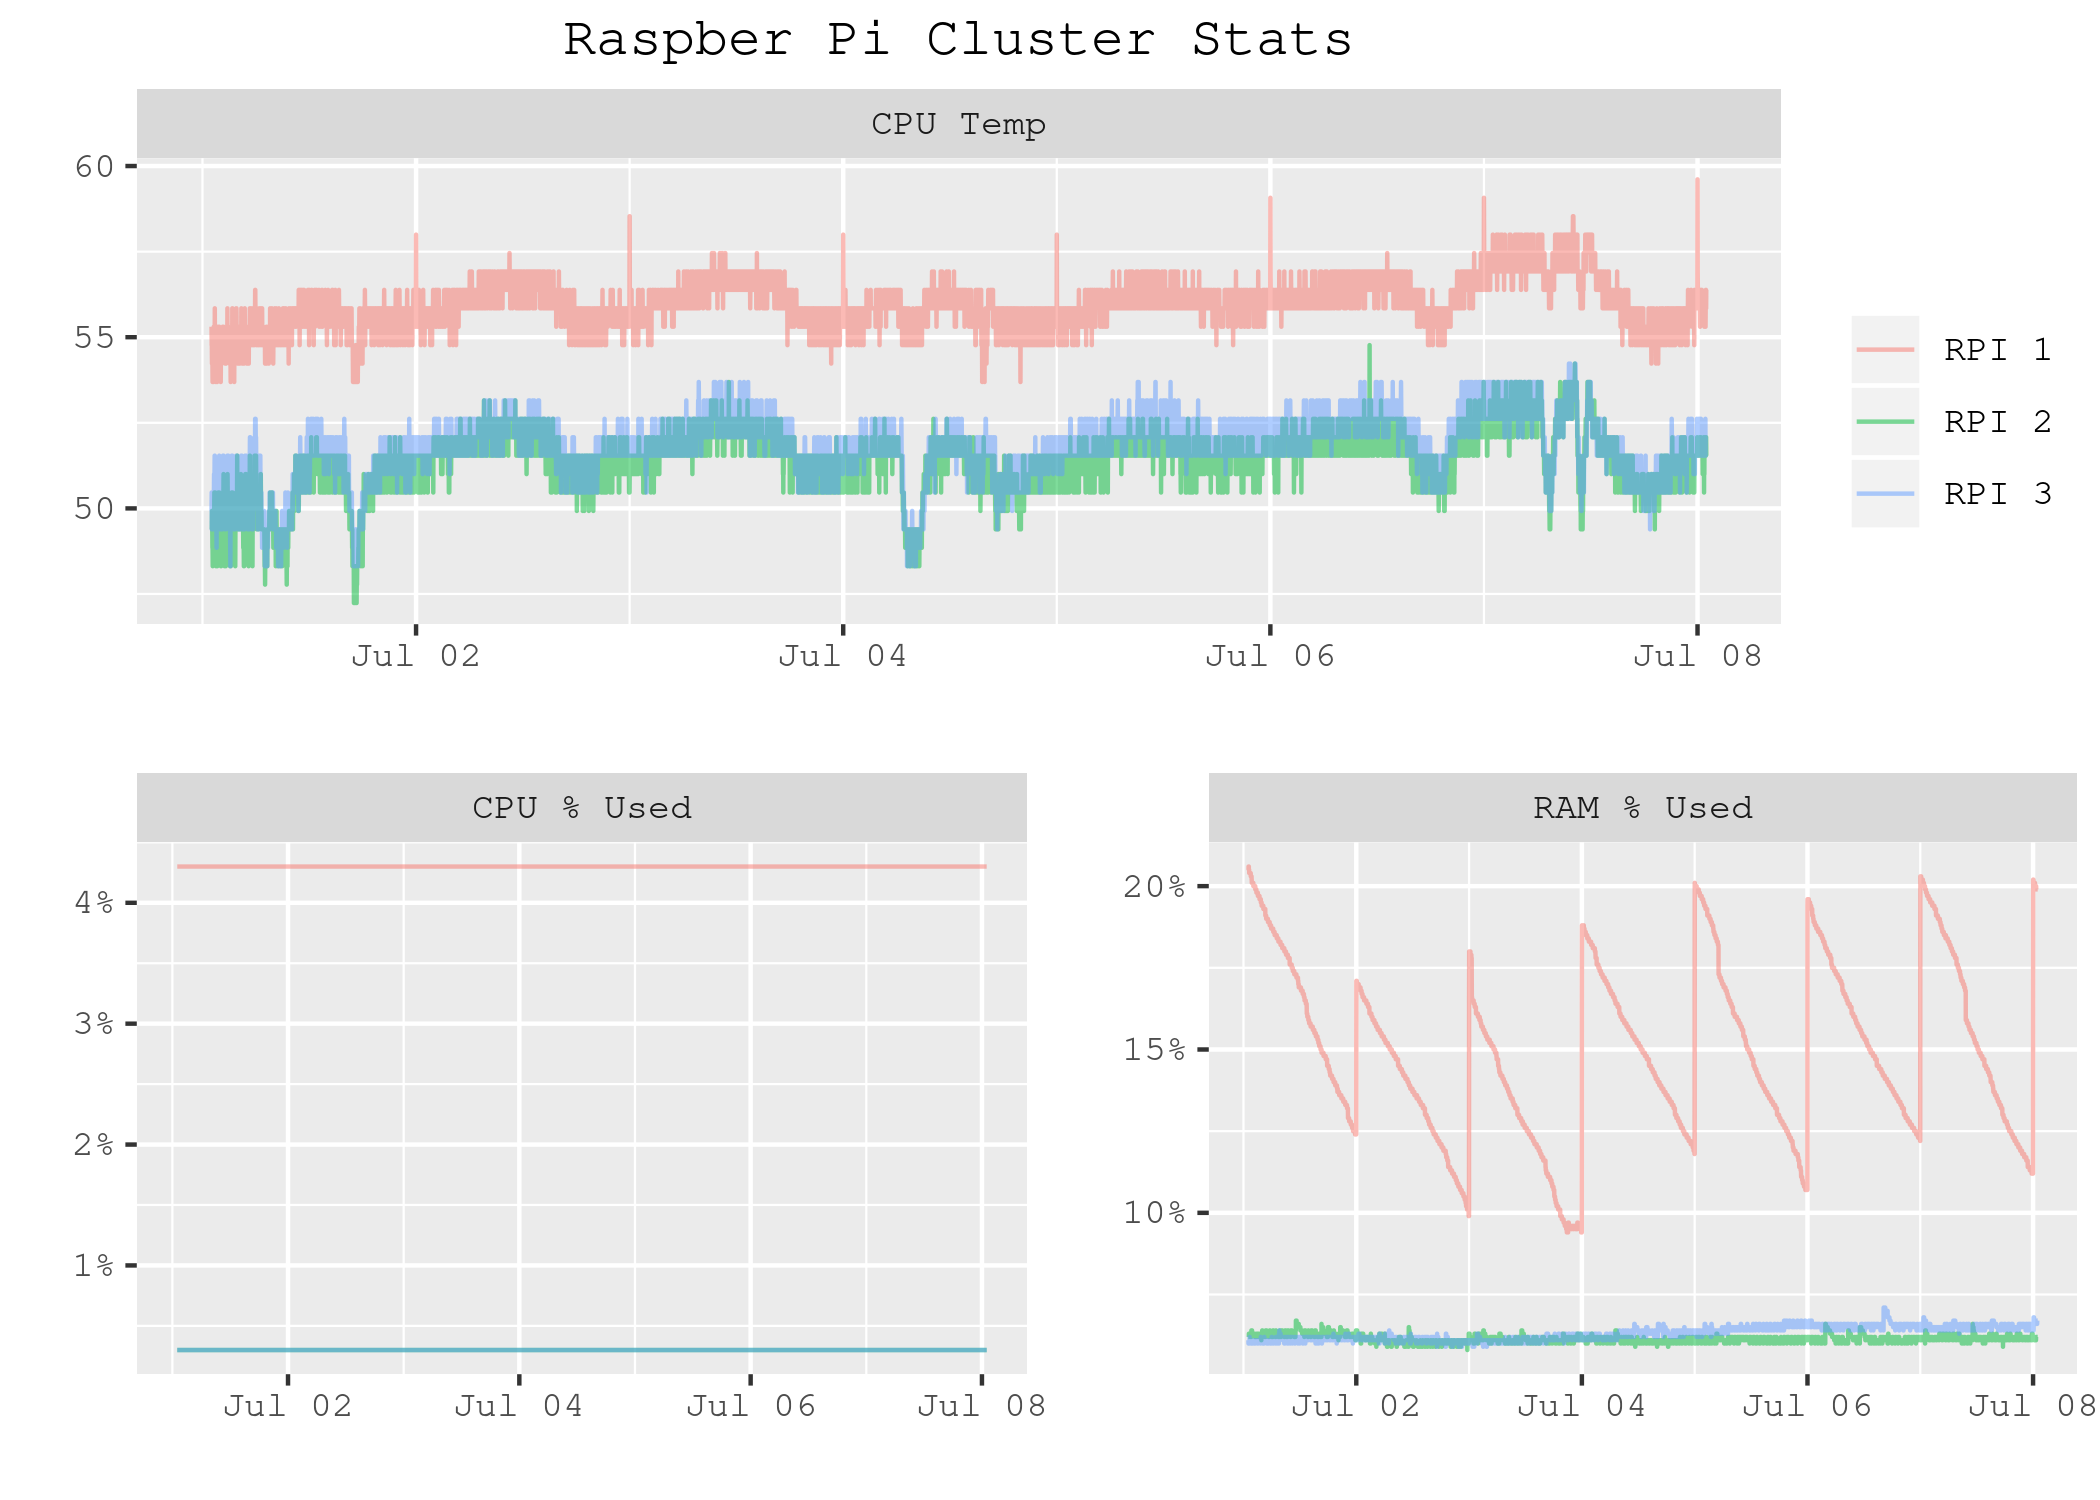 Raspber Pi Cluster Stats
CPU Temp
60
55
50
Jul 02 Jul 04 Jul 06 Jul 08
RPI 1
RPI 2
RPI 3
CPU % Used
4%
3%
2%
1%
Jul 02 Jul 04 Jul 06 Jul 08
RAM % Used
20%
15%
10%
Jul 02 Jul 04 Jul 06 Jul 08